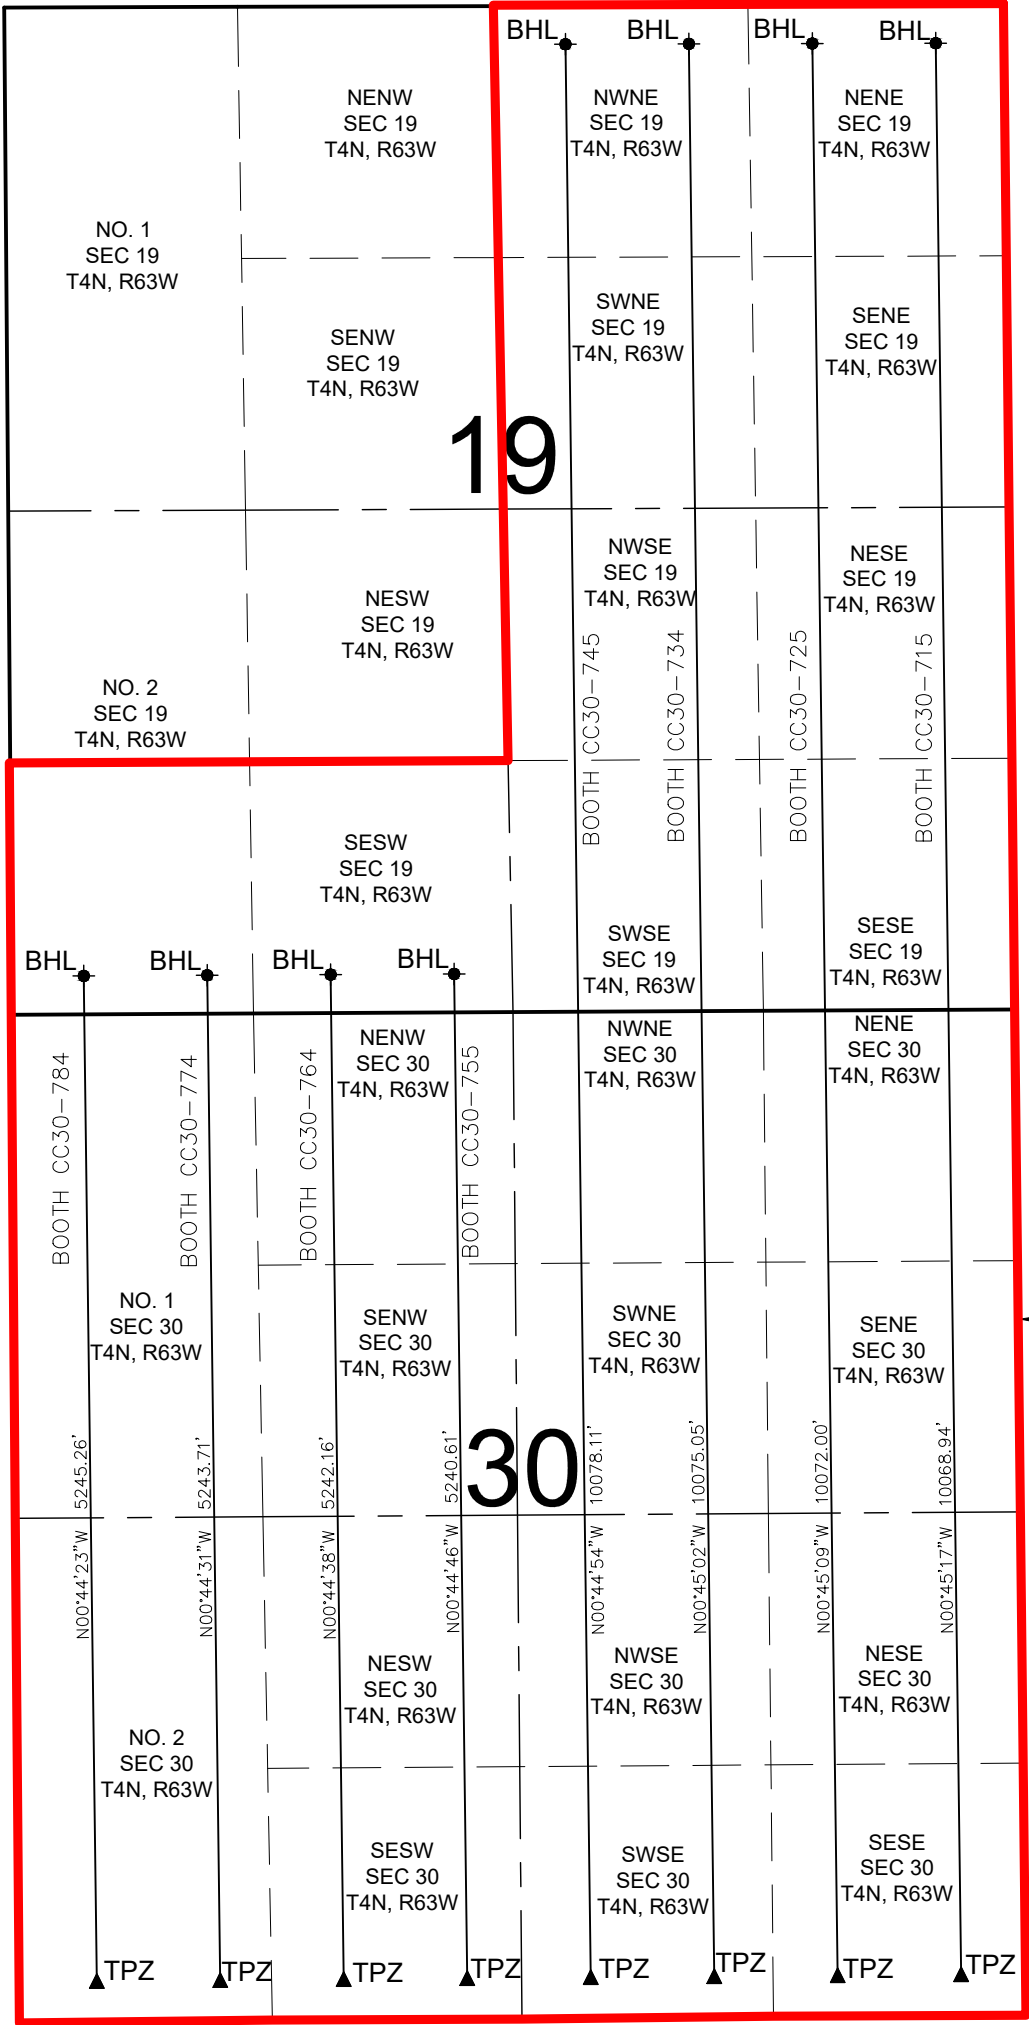 BHL BHL BHL BHL
NENW
SEC 19
T4N, R63W
NWNE
SEC 19
T4N, R63W
NENE
SEC 19
T4N, R63W
NO. 1
SEC 19
T4N, R63W
SENW
SEC 19
T4N, R63W
SWNE
SEC 19
T4N, R63W
SENE
SEC 19
T4N, R63W
19
NESW
SEC 19
T4N, R63W
NWSE
SEC 19
T4N, R63W
NESE
SEC 19
T4N, R63W
NO. 2
SEC 19
T4N, R63W
BOOTH CC30-745
BOOTH CC30-734
BOOTH CC30-725
BOOTH CC30-715
SESW
SEC 19
T4N, R63W
SWSE
SEC 19
T4N, R63W
SESE
SEC 19
T4N, R63W
BHL BHL BHL BHL
NENW
SEC 30
T4N, R63W
NWNE
SEC 30
T4N, R63W
NENE
SEC 30
T4N, R63W
BOOTH CC30-784
BOOTH CC30-774
BOOTH CC30-764
BOOTH CC30-755
NO. 1
SEC 30
T4N, R63W
SENW
SEC 30
T4N, R63W
SWNE
SEC 30
T4N, R63W
SENE
SEC 30
T4N, R63W
30
N00°44'23"W 5245.26'
N00°44'31"W 5243.71'
N00°44'38"W 5242.16'
N00°44'46"W 5240.61'
N00°44'54"W 10078.11'
N00°45'02"W 10075.05'
N00°45'09"W 10072.00'
N00°45'17"W 10068.94'
NESW
SEC 30
T4N, R63W
NWSE
SEC 30
T4N, R63W
NESE
SEC 30
T4N, R63W
NO. 2
SEC 30
T4N, R63W
SESW
SEC 30
T4N, R63W
SWSE
SEC 30
T4N, R63W
SESE
SEC 30
T4N, R63W
TPZ TPZ TPZ TPZ TPZ TPZ TPZ TPZ